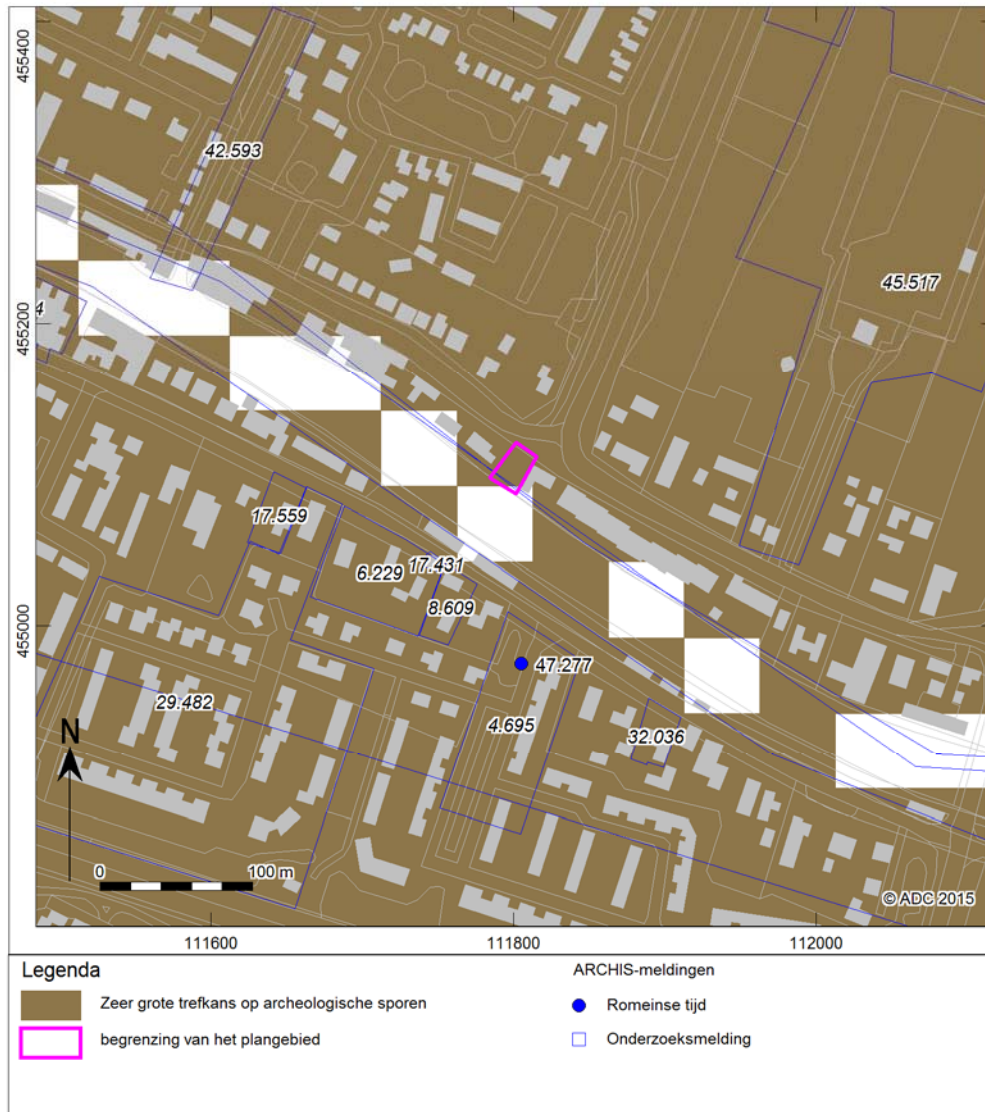 455400
42.593
45.517
455200
4
17.559
17.431
6.229
8.609
455000
47.277
29.482
4.695
32.036
N
0 100 m
© ADC 2015
111600 111800 112000
Legenda
Zeer grote trefkans op archeologische sporen
begrenzing van het plangebied
ARCHIS-meldingen
Romeinse tijd
Onderzoeksmelding